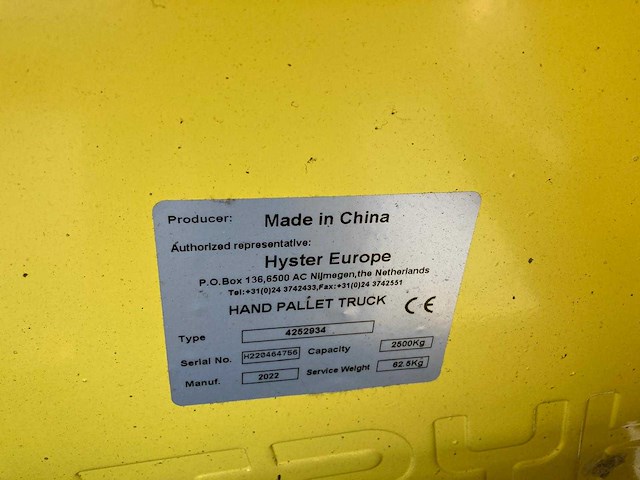 Producer: Made in China
Authorized representative:
Hyster Europe
P.O.Box 136,6500 AC Nijmegen,the Netherlands
Tel:+31(0)24 3742433,Fax:+31(0)24 3742551
HAND PALLET TRUCK CE
Type 4252934
Serial No. H220464756 Capacity 2500Kg
Manuf. 2022 Service Weight 62.5Kg